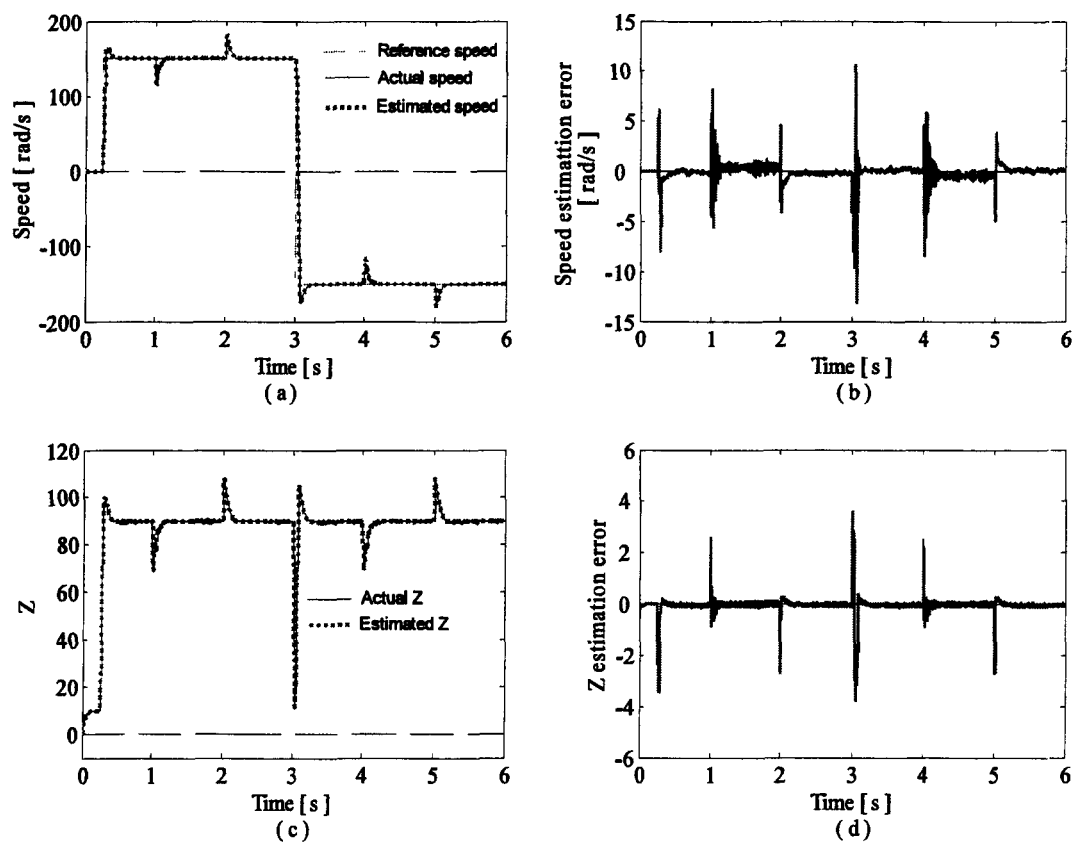 200
100
0
-100
-200
Speed [ rad/s ]
Reference speed
Actual speed
Estimated speed
0 1 2 3 4 5 6
Time [ s ]
( a )
15
10
5
0
-5
-10
-15
Speed estimattion error
[ rad/s ]
0 1 2 3 4 5 6
Time [ s ]
( b )
120
100
80
60
40
20
0
Z
Actual Z
Estimated Z
0 1 2 3 4 5 6
Time [ s ]
( c )
6
4
2
0
-2
-4
-6
Z estimation error
0 1 2 3 4 5 6
Time [ s ]
( d )